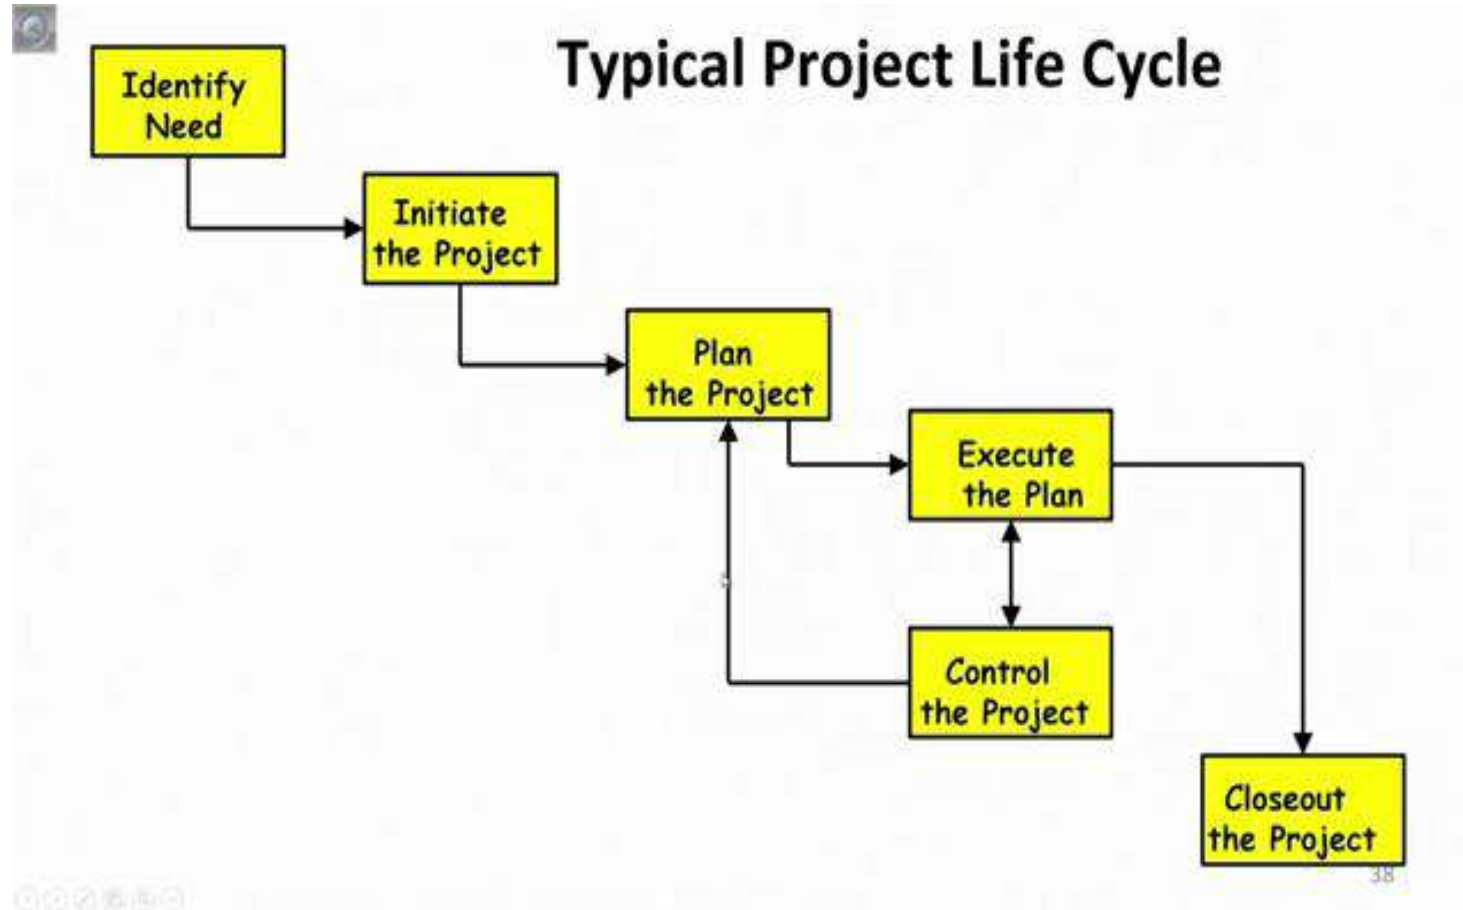 Typical Project Life Cycle
Identify
Need
Initiate
the Project
Plan
the Project
Execute
the Plan
Control
the Project
Closeout
the Project
38